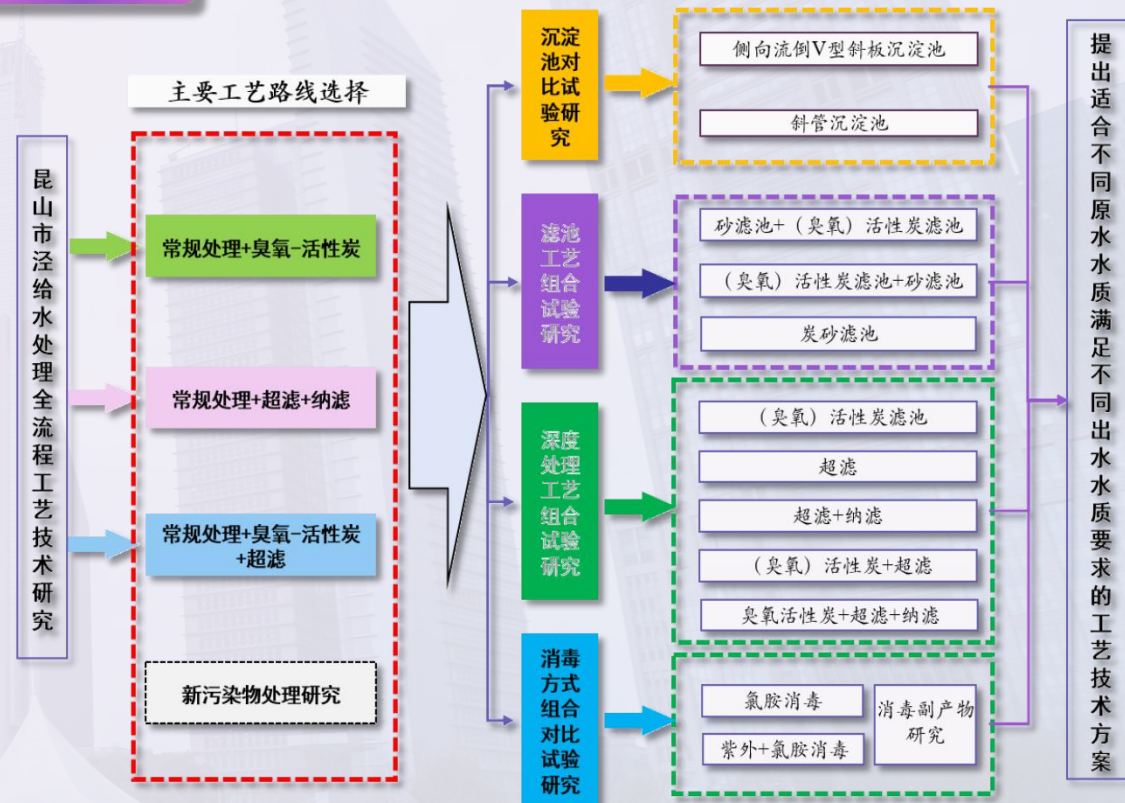 主要工艺路线选择
昆山市泾给水处理全流程工艺技术研究
常规处理+臭氧-活性炭
常规处理+超滤+纳滤
常规处理+臭氧-活性炭
+超滤
新污染物处理研究
沉淀
池对
比试
验研
究
侧向流倒V型斜板沉淀池
斜管沉淀池
滤池
工艺
组合
试验
研究
砂滤池+（臭氧）活性炭滤池
（臭氧）活性炭滤池+砂滤池
炭砂滤池
深度
处理
工艺
组合
试验
研究
（臭氧）活性炭滤池
超滤
超滤+纳滤
（臭氧）活性炭+超滤
臭氧活性炭+超滤+纳滤
消毒
方式
组合
对比
试验
研究
氯胺消毒
紫外+氯胺消毒
消毒副产物
研究
提出适合不同原水水质满足不同出水水质要求的工艺技术方案